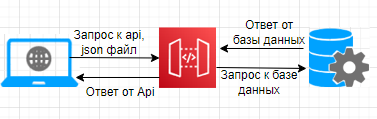 Запрос к api,
json файл
Ответ от Api
Ответ от
базы данных
Запрос к базе
данных